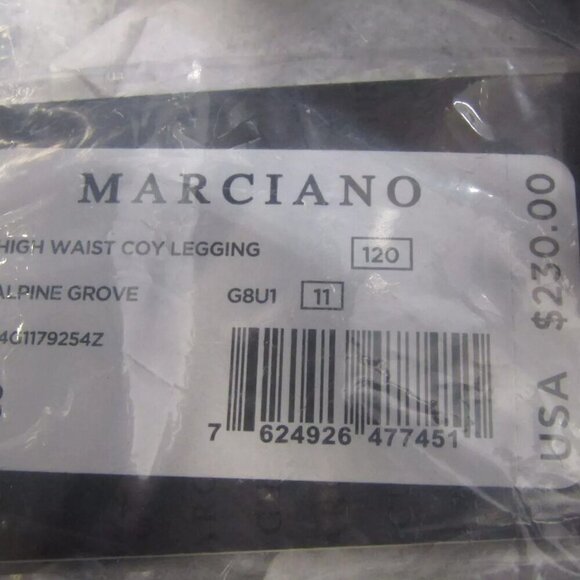 MARCIANO
HIGH WAIST COY LEGGING 120
ALPINE GROVE G8U1 11
4G1179254Z
7 624926 477451
USA $230.00